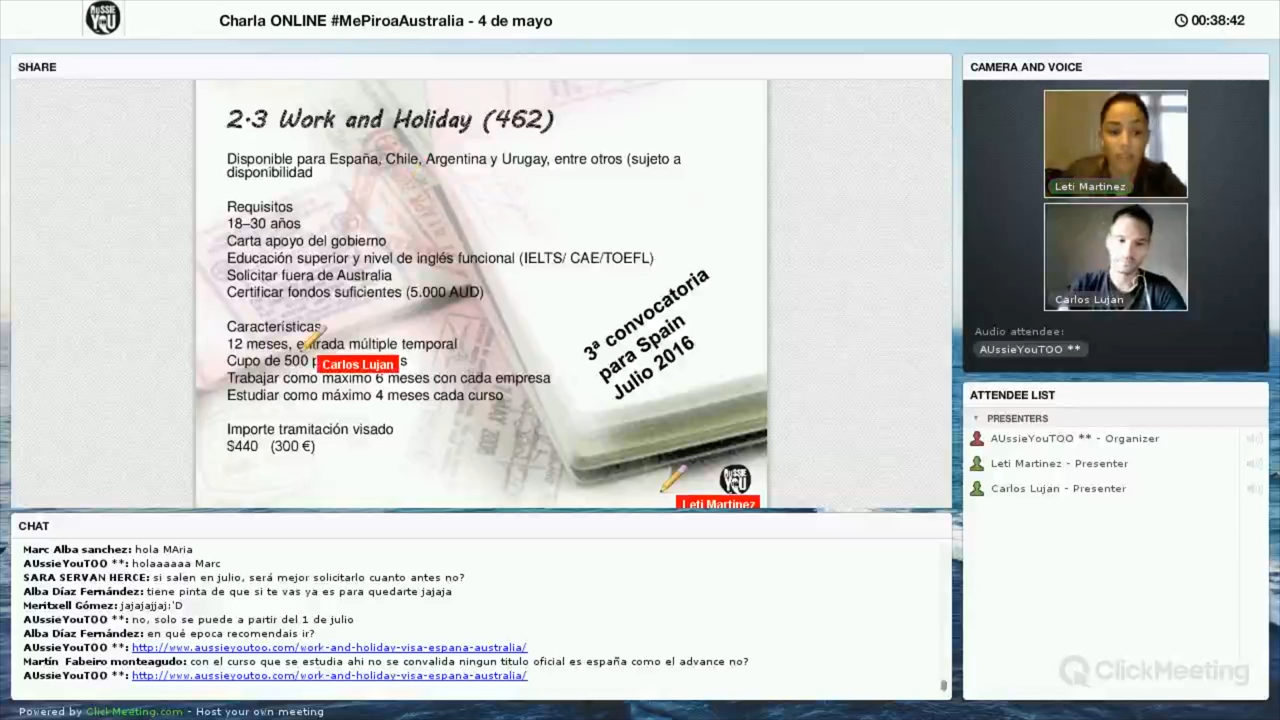 AUSSIE YOU
Charla ONLINE #MePiroaAustralia - 4 de mayo
00:38:42
SHARE
2.3 Work and Holiday (462)
Disponible para España, Chile, Argentina y Urugay, entre otros (sujeto a
disponibilidad
Requisitos
18–30 años
Carta apoyo del gobierno
Educación superior y nivel de inglés funcional (IELTS/ CAE/TOEFL)
Solicitar fuera de Australia
Certificar fondos suficientes (5.000 AUD)
Características
12 meses, entrada múltiple temporal
Cupo de 500
Carlos Lujan
Trabajar como máximo 6 meses con cada empresa
Estudiar como máximo 4 meses cada curso
Importe tramitación visado
$440 (300 €)
3ª convocatoria
para Spain
Julio 2016
AUSSIE YOU
Leti Martinez
CAMERA AND VOICE
Leti Martinez
Carlos Lujan
Audio attendee:
AUssieYouTOO **
ATTENDEE LIST
PRESENTERS
AUssieYouTOO ** - Organizer
Leti Martinez - Presenter
Carlos Lujan - Presenter
CHAT
Marc Alba sanchez: hola MAria
AUssieYouTOO **: holaaaaaa Marc
SARA SERVAN HERCE: si salen en julio, será mejor solicitarlo cuanto antes no?
Alba Díaz Fernández: tiene pinta de que si te vas ya es para quedarte jajaja
Meritxell Gómez: jajajajjaj;'D
AUssieYouTOO **: no, solo se puede a partir del 1 de julio
Alba Díaz Fernández: en qué epoca recomendais ir?
AUssieYouTOO **: http://www.aussieyoutoo.com/work-and-holiday-visa-espana-australia/
Martín Fabeiro monteagudo: con el curso que se estudia ahi no se convalida ningun titulo oficial es españa como el advance no?
AUssieYouTOO **: http://www.aussieyoutoo.com/work-and-holiday-visa-espana-australia/
ClickMeeting
Powered by ClickMeeting.com - Host your own meeting